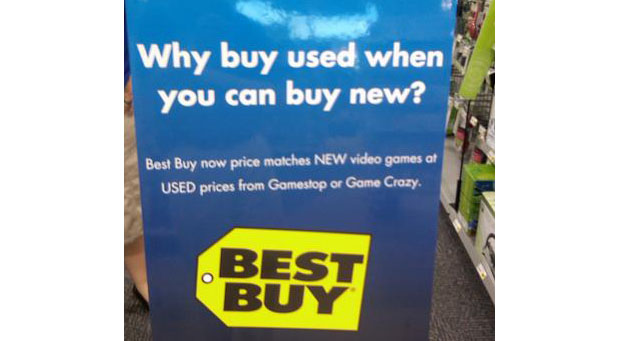 Why buy used when
you can buy new?
Best Buy now price matches NEW video games at
USED prices from Gamestop or Game Crazy.
BEST
BUY